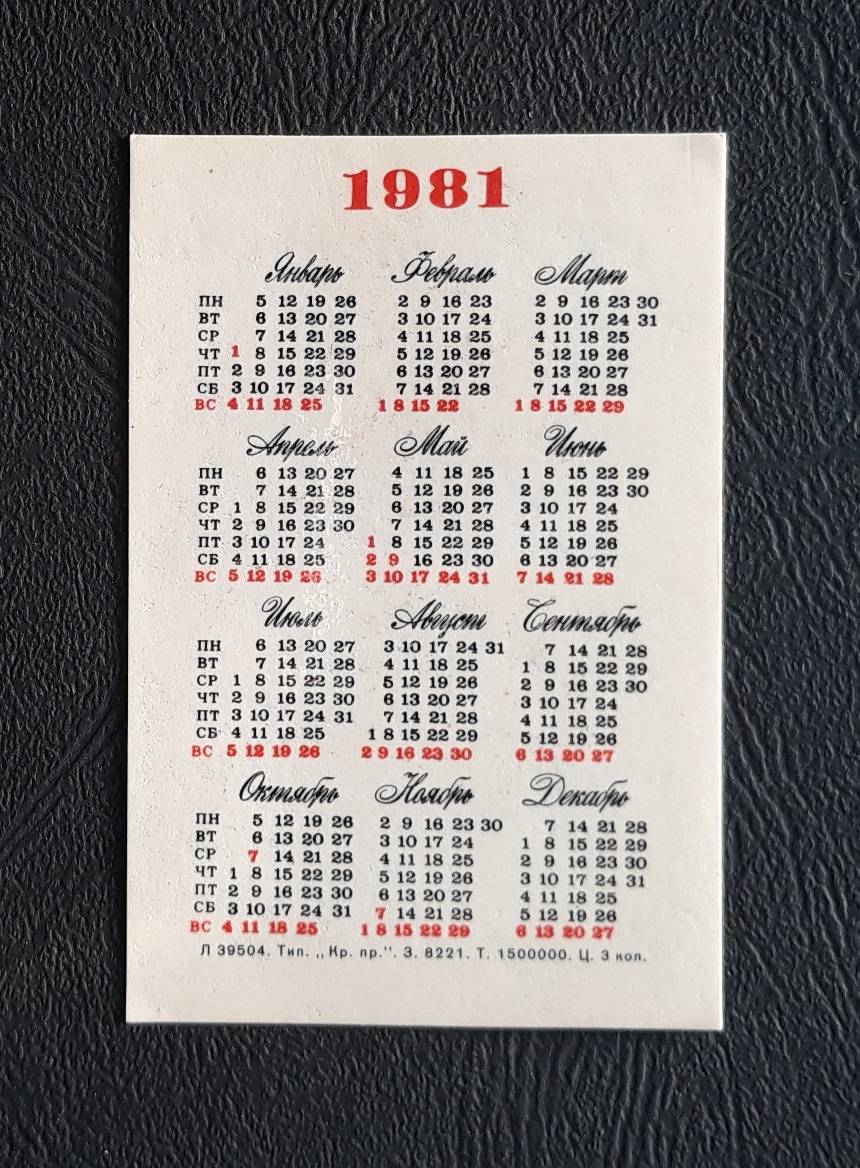 1981
Январь Февраль Март
ПН 5 12 19 26 2 9 16 23 2 9 16 23 30
ВТ 6 13 20 27 3 10 17 24 3 10 17 24 31
СР 7 14 21 28 4 11 18 25 4 11 18 25
ЧТ 1 8 15 22 29 5 12 19 26 5 12 19 26
ПТ 2 9 16 23 30 6 13 20 27 6 13 20 27
СБ 3 10 17 24 31 7 14 21 28 7 14 21 28
ВС 4 11 18 25 1 8 15 22 1 8 15 22 29
Апрель Май Июнь
ПН 6 13 20 27 4 11 18 25 1 8 15 22 29
ВТ 7 14 21 28 5 12 19 26 2 9 16 23 30
СР 1 8 15 22 29 6 13 20 27 3 10 17 24
ЧТ 2 9 16 23 30 7 14 21 28 4 11 18 25
ПТ 3 10 17 24 1 8 15 22 29 5 12 19 26
СБ 4 11 18 25 2 9 16 23 30 6 13 20 27
ВС 5 12 19 26 3 10 17 24 31 7 14 21 28
Июль Август Сентябрь
ПН 6 13 20 27 3 10 17 24 31 7 14 21 28
ВТ 7 14 21 28 4 11 18 25 1 8 15 22 29
СР 1 8 15 22 29 5 12 19 26 2 9 16 23 30
ЧТ 2 9 16 23 30 6 13 20 27 3 10 17 24
ПТ 3 10 17 24 31 7 14 21 28 4 11 18 25
СБ 4 11 18 25 1 8 15 22 29 5 12 19 26
ВС 5 12 19 26 2 9 16 23 30 6 13 20 27
Октябрь Ноябрь Декабрь
ПН 5 12 19 26 2 9 16 23 30 7 14 21 28
ВТ 6 13 20 27 3 10 17 24 1 8 15 22 29
СР 7 14 21 28 4 11 18 25 2 9 16 23 30
ЧТ 1 8 15 22 29 5 12 19 26 3 10 17 24 31
ПТ 2 9 16 23 30 6 13 20 27 4 11 18 25
СБ 3 10 17 24 31 7 14 21 28 5 12 19 26
ВС 4 11 18 25 1 8 15 22 29 6 13 20 27
Л 39504. Тип. „Кр. пр.". З. 8221. Т. 1500000. Ц. 3 коп.